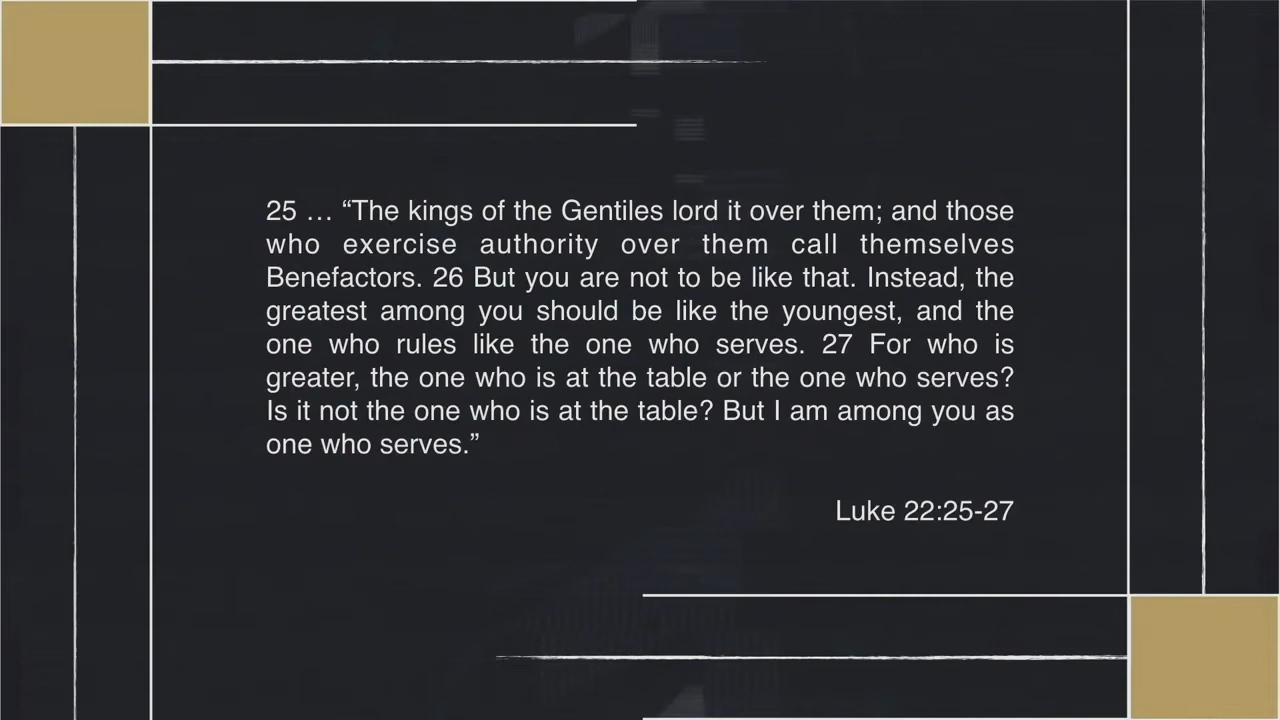 25 … “The kings of the Gentiles lord it over them; and those
who exercise authority over them call themselves
Benefactors. 26 But you are not to be like that. Instead, the
greatest among you should be like the youngest, and the
one who rules like the one who serves. 27 For who is
greater, the one who is at the table or the one who serves?
Is it not the one who is at the table? But I am among you as
one who serves.”
Luke 22:25-27